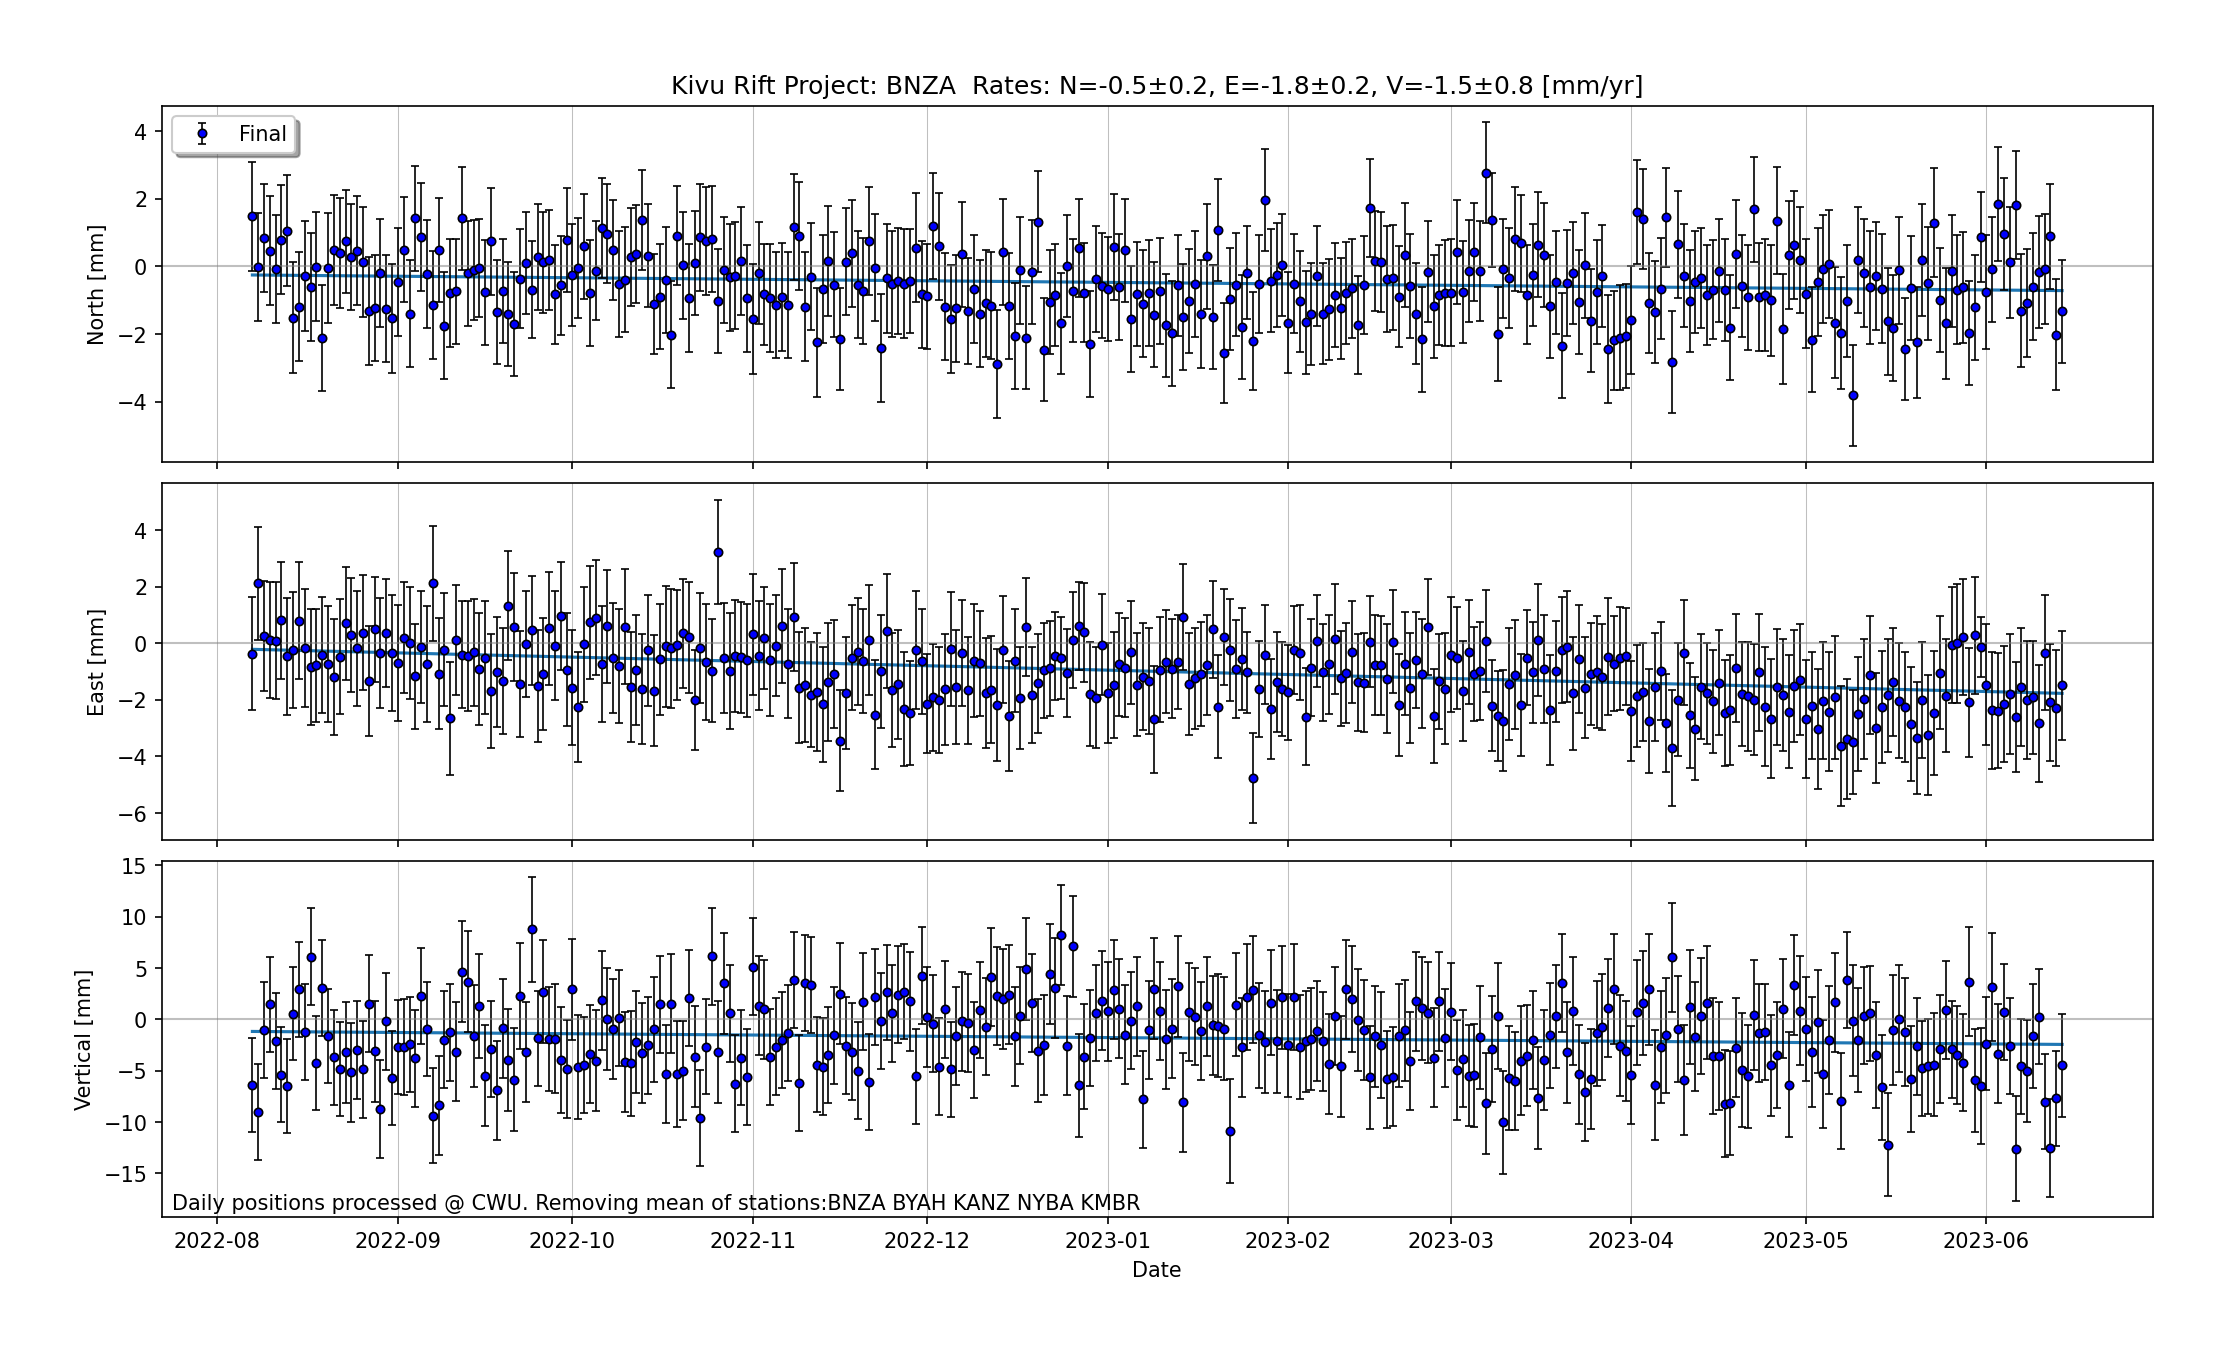 Kivu Rift Project: BNZA  Rates: N=-0.5±0.2, E=-1.8±0.2, V=-1.5±0.8 [mm/yr]
Final
4
2
0
−2
−4
North [mm]
4
2
0
−2
−4
−6
East [mm]
15
10
5
0
−5
−10
−15
Vertical [mm]
Daily positions processed @ CWU. Removing mean of stations:BNZA BYAH KANZ NYBA KMBR
2022-08 2022-09 2022-10 2022-11 2022-12 2023-01 2023-02 2023-03 2023-04 2023-05 2023-06
Date